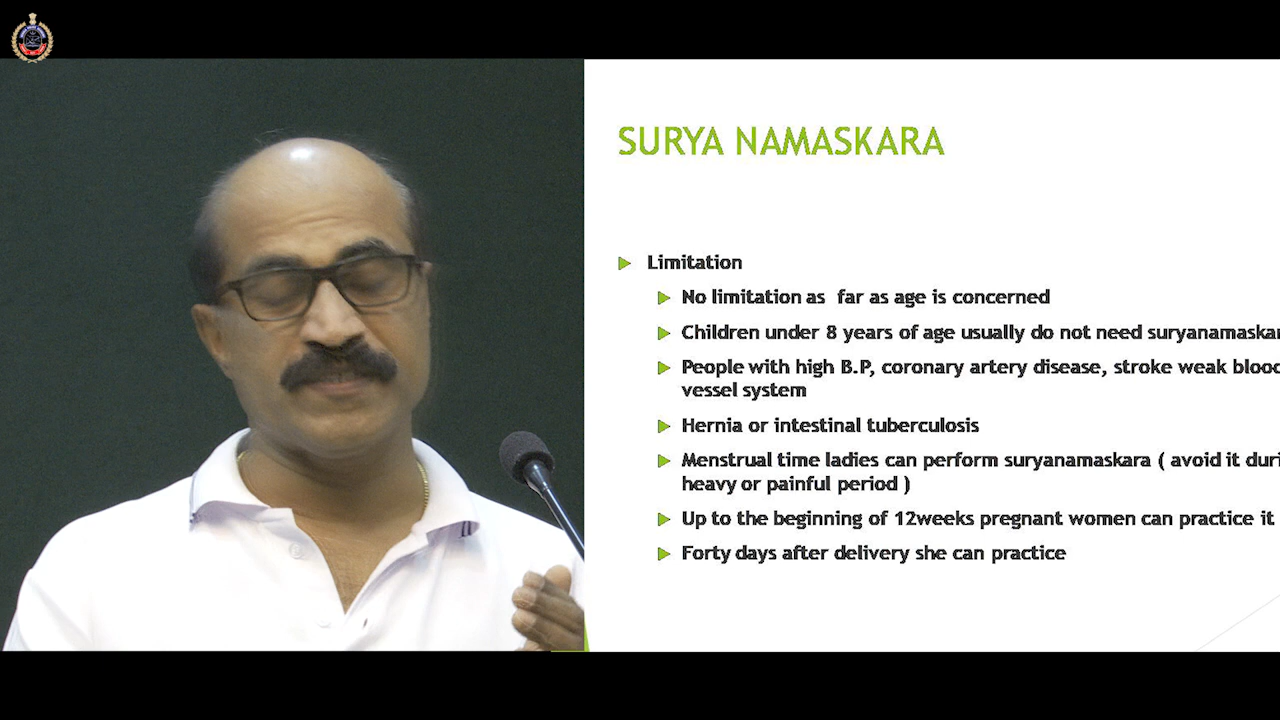 SURYA NAMASKARA
Limitation
No limitation as far as age is concerned
Children under 8 years of age usually do not need
People with high B.P, coronary artery disease, stroke weak
vessel system
Hernia or intestinal tuberculosis
Menstrual time ladies can perform suryanamaskara ( avoid it
heavy or painful period )
Up to the beginning of 12weeks pregnant women can practice it
Forty days after delivery she can practice